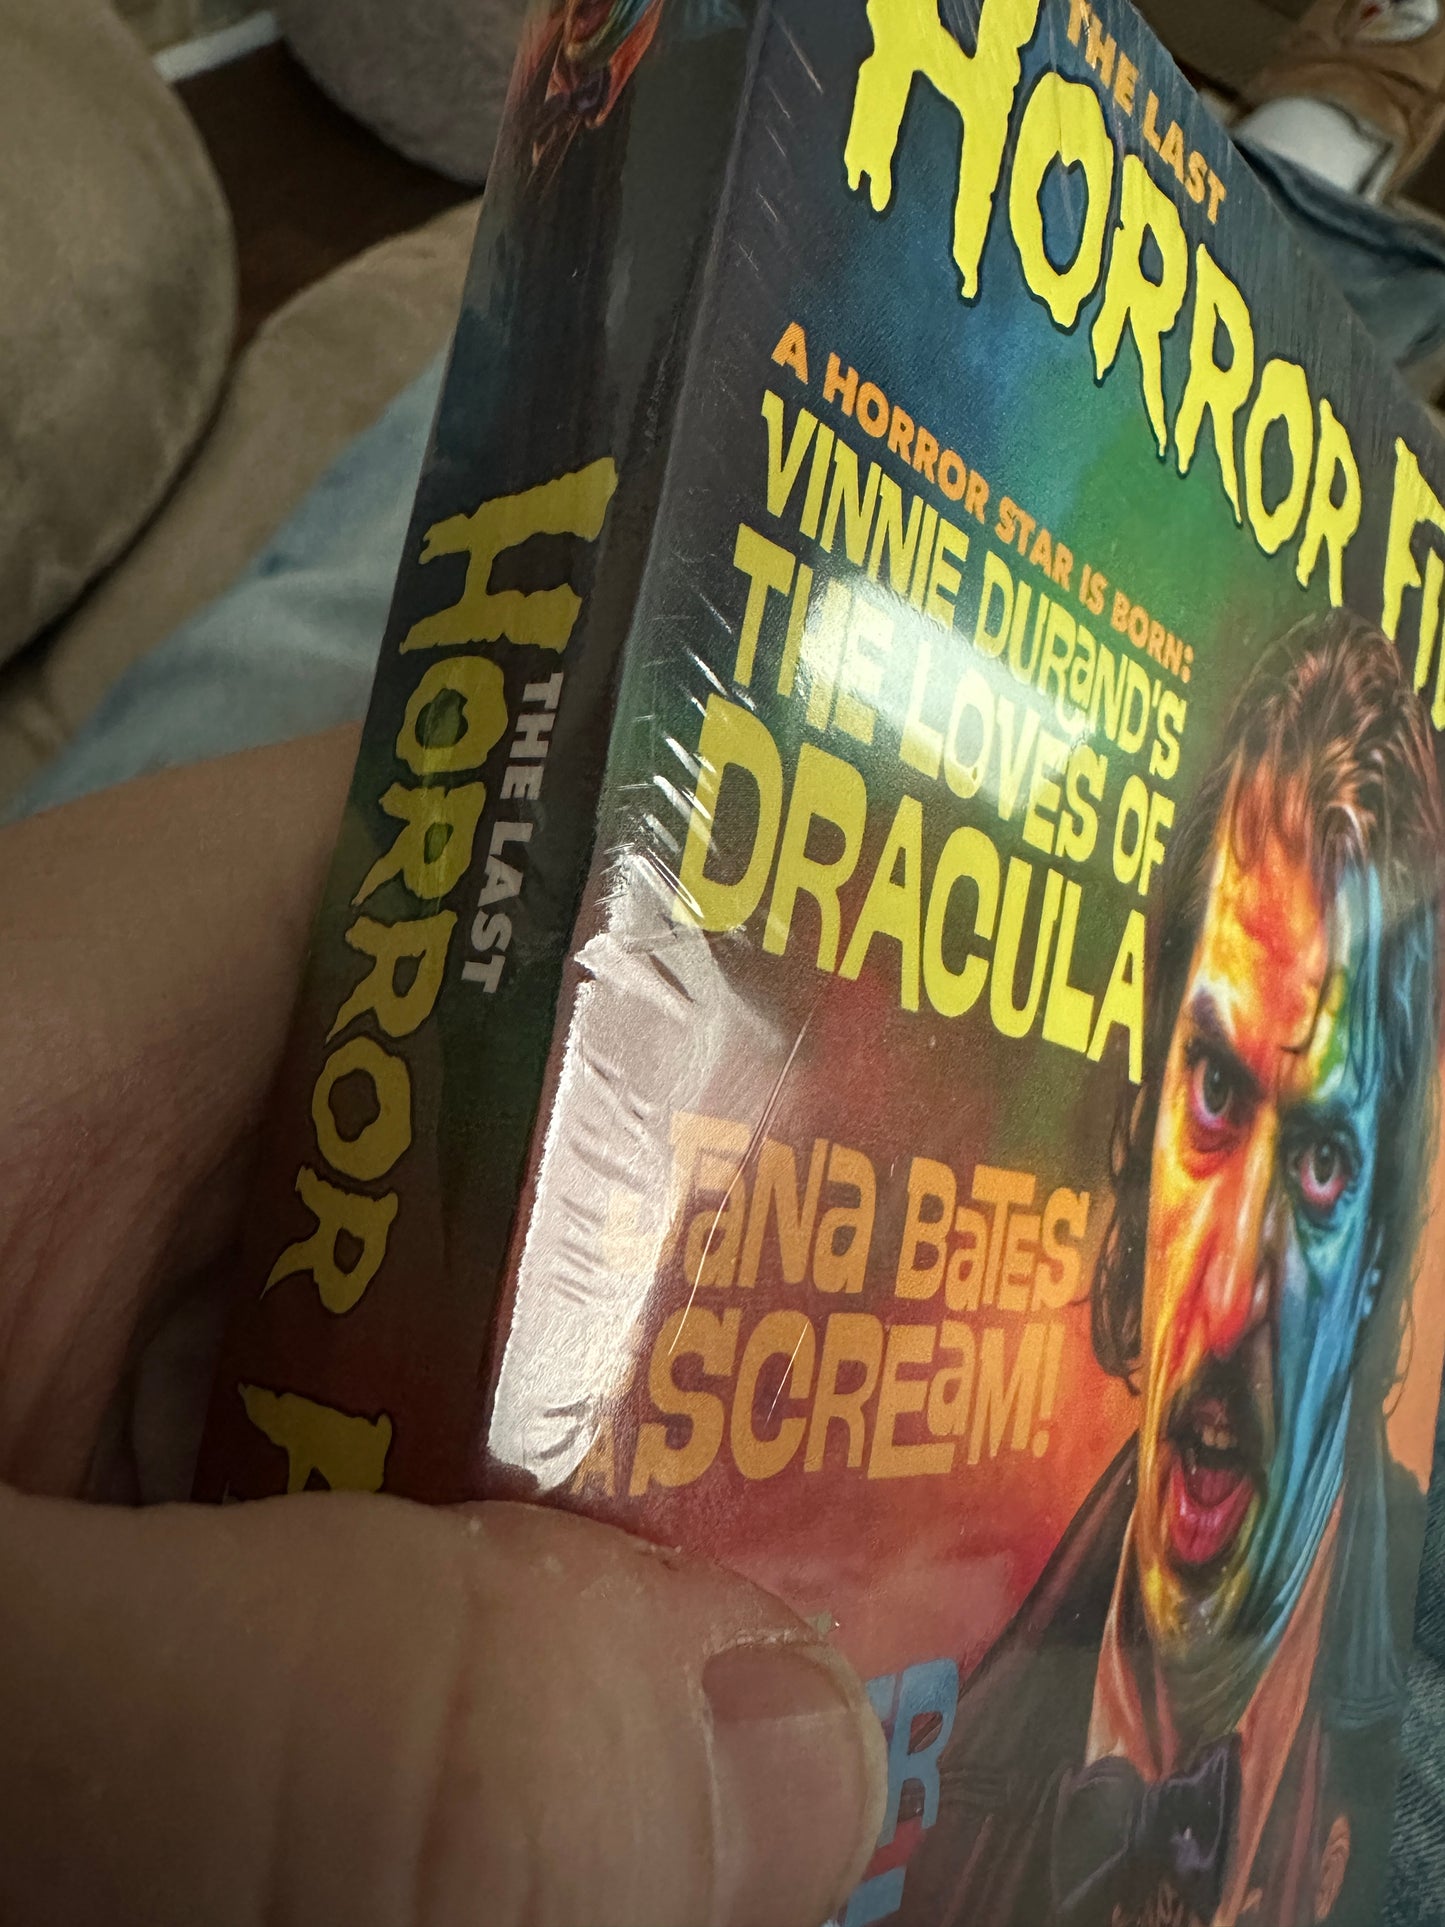 THE LAST
HORROR
THE LAST
HORROR
A HORROR STAR IS BORN:
VINNIE DURAND'S
THE LOVES OF
DRACULA
TANA BATES
SCREAM!